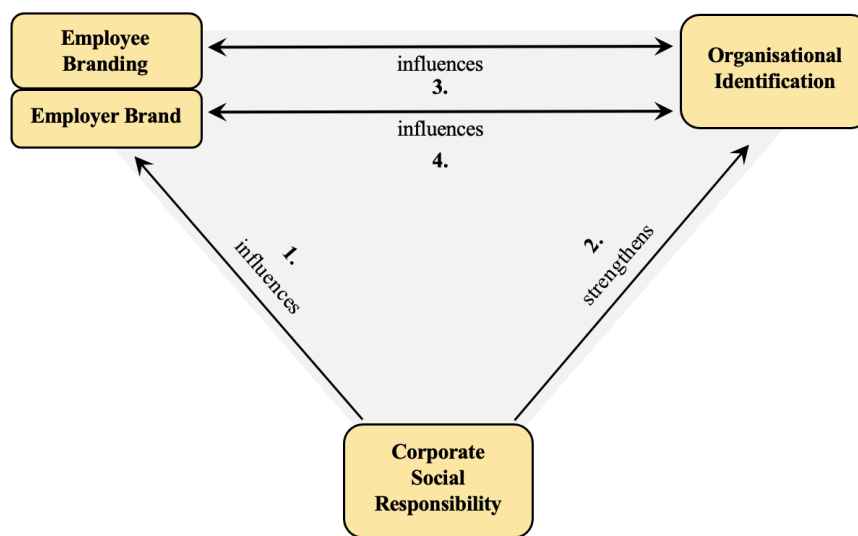 Employee
Branding
Employer Brand
influences
3.
influences
4.
Organisational
Identification
1.
influences
2.
strengthens
Corporate
Social
Responsibility